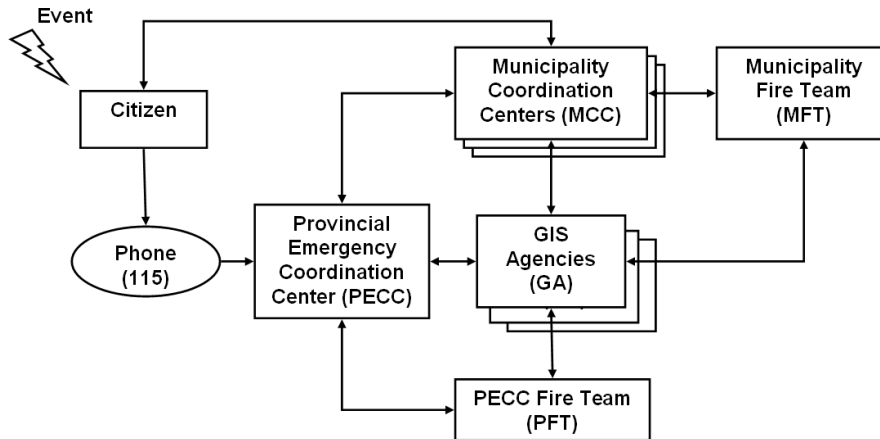 Event
Citizen
Municipality
Coordination
Centers (MCC)
Municipality
Fire Team
(MFT)
Phone
(115)
Provincial
Emergency
Coordination
Center (PECC)
GIS
Agencies
(GA)
PECC Fire Team
(PFT)